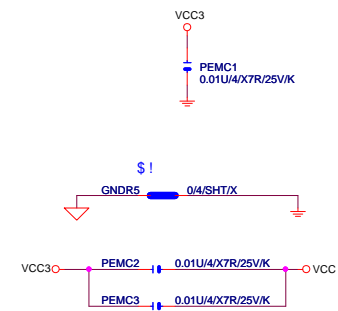 VCC3
PEMC1
0.01U/4/X7R/25V/K
$ !
GNDR5 0/4/SHT/X
PEMC2 0.01U/4/X7R/25V/K
VCC3 VCC
PEMC3 0.01U/4/X7R/25V/K